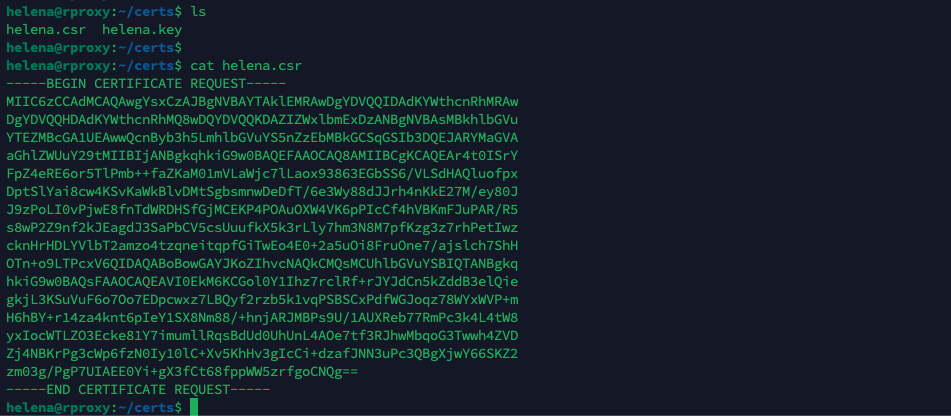 helena@rproxy:~/certs$ ls
helena.csr  helena.key
helena@rproxy:~/certs$
helena@rproxy:~/certs$ cat helena.csr
-----BEGIN CERTIFICATE REQUEST-----
MIIC6zCCAdMCAQAwgYsxCzAJBgNVBAYTAklEMRAwDgYDVQQIDAdKYWthcnRhMRAw
DgYDVQQHDAdKYWthcnRhMQ8wDQYDVQQKDAZIZWxlbmExDzANBgNVBAsMBkhlbGVu
YTEZMBcGA1UEAwwQcnByb3h5LmhlbGVuYS5nZzEbMBkGCSqGSIb3DQEJARYMaGVA
aGhlZWUuY29tMIIBIjANBgkqhkiG9w0BAQEFAAOCAQ8AMIIBCgKCAQEAr4t0ISrY
FpZ4eRE6or5TlPmb++faZKaM01mVLaWjc7lLaox93863EGbSS6/VLSdHAQluofpx
DptSlYai8cw4KSvKaWkBlvDMtSgbsmnwDeDfT/6e3Wy88dJJrh4nKkE27M/ey80J
J9zPoLI0vPjwE8fnTdWRDHSfGjMCEKP4POAuOXW4VK6pPIcCf4hVBKmFJuPAR/R5
s8wP2Z9nf2kJEagdJ3SaPbCV5csUuufkX5k3rLly7hm3N8M7pfKzg3z7rhPetIwz
cknHrHDLYVlbT2amzo4tzqneitqpfGiTwEo4E0+2a5uOi8FruOne7/ajslch7ShH
OTn+o9LTPcxV6QIDAQABoBowGAYJKoZIhvcNAQkCMQsMCUhlbGVuYSBIQTANBgkq
hkiG9w0BAQsFAAOCAQEAVI0EkM6KCGol0Y1Ihz7rclRf+rJYJdCn5kZddB3elQie
gkjL3KSuVuF6o7Oo7EDpcwxz7LBQyf2rzb5k1vqPSBSCxPdfWGJoqz78WYxWVP+m
H6hBY+r14za4knt6pIeY1SX8Nm88/+hnjARJMBPs9U/1AUXReb77RmPc3k4L4tW8
yxIocWTLZO3Ecke81Y7imumllRqsBdUd0UhUnL4AOe7tf3RJhwMbqoG3Twwh4ZVD
Zj4NBKrPg3cWp6fzN0Iy10lC+Xv5KhHv3gIcCi+dzafJNN3uPc3QBgXjwY66SKZ2
zm03g/PgP7UIAEE0Yi+gX3fCt68fppWW5zrfgoCNQg==
-----END CERTIFICATE REQUEST-----
helena@rproxy:~/certs$